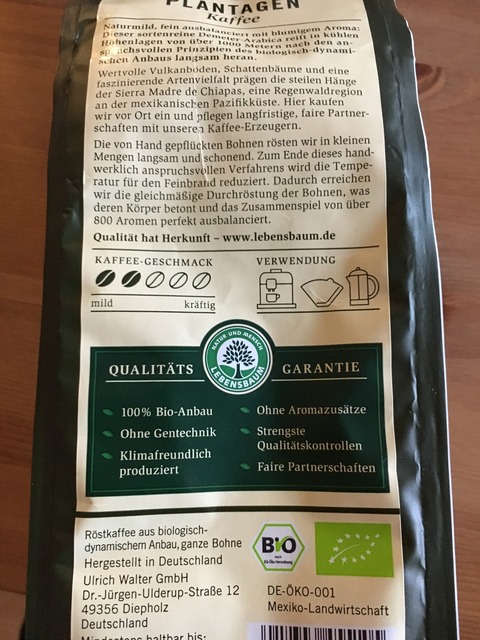 PLANTAGEN
Kaffee
Naturmild, fein ausbalanciert mit blumigem Aroma:
Dieser sortenreine Demeter-Arabica reift in kühlen
Höhenlagen von über 1000 Metern nach den an-
spruchsvollen Prinzipien des biologisch-dynami-
schen Anbaus langsam heran.
Wertvolle Vulkanböden, Schattenbäume und eine
faszinierende Artenvielfalt prägen die steilen Hänge
der Sierra Madre de Chiapas, eine Regenwaldregion
an der mexikanischen Pazifikküste. Hier kaufen
wir vor Ort ein und pflegen langfristige, faire Partner-
schaften mit unseren Kaffee-Erzeugern.
Die von Hand gepflückten Bohnen rösten wir in kleinen
Mengen langsam und schonend. Zum Ende dieses hand-
werklich anspruchsvollen Verfahrens wird die Tempe-
ratur für den Feinbrand reduziert. Dadurch erreichen
wir die gleichmäßige Durchröstung der Bohnen, was
deren Körper betont und das Zusammenspiel von über
800 Aromen perfekt ausbalanciert.
Qualität hat Herkunft – www.lebensbaum.de
KAFFEE-GESCHMACK
mild kräftig
VERWENDUNG
NATUR UND MENSCH
LEBENSBAUM
QUALITÄTS GARANTIE
100% Bio-Anbau
Ohne Gentechnik
Klimafreundlich
produziert
Ohne Aromazusätze
Strengste
Qualitätskontrollen
Faire Partnerschaften
Röstkaffee aus biologisch-
dynamischem Anbau, ganze Bohne
Hergestellt in Deutschland
Ulrich Walter GmbH
Dr.-Jürgen-Ulderup-Straße 12
49356 Diepholz
Deutschland
Mindestens haltbar bis:
Bio
nach
EG-Öko-Verordnung
DE-ÖKO-001
Mexiko-Landwirtschaft